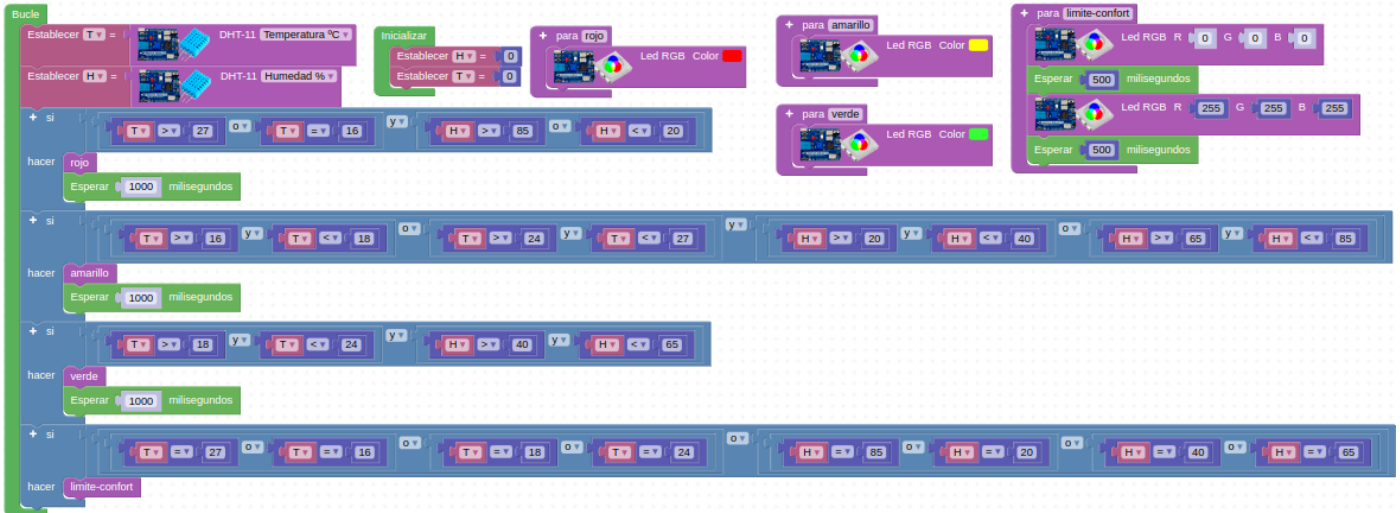 Bucle
Establecer T = DHT-11 Temperatura ºC
Establecer H = DHT-11 Humedad %
si T > 27 o T = 16 y H > 85 o H < 20
hacer rojo
Esperar 1000 milisegundos
si T > 16 y T < 18 o T > 24 y T < 27 y H > 20 y H < 40 o H > 65 y H < 85
hacer amarillo
Esperar 1000 milisegundos
si T > 18 y T < 24 y H > 40 y H < 65
hacer verde
Esperar 1000 milisegundos
si T = 27 o T = 16 o T = 18 o T = 24 o H = 85 o H = 20 o H = 40 o H = 65
hacer limite-confort
Inicializar
Establecer H = 0
Establecer T = 0
para rojo
Led RGB Color
para amarillo
Led RGB Color
para verde
Led RGB Color
para limite-confort
Led RGB R 0 G 0 B 0
Esperar 500 milisegundos
Led RGB R 255 G 255 B 255
Esperar 500 milisegundos